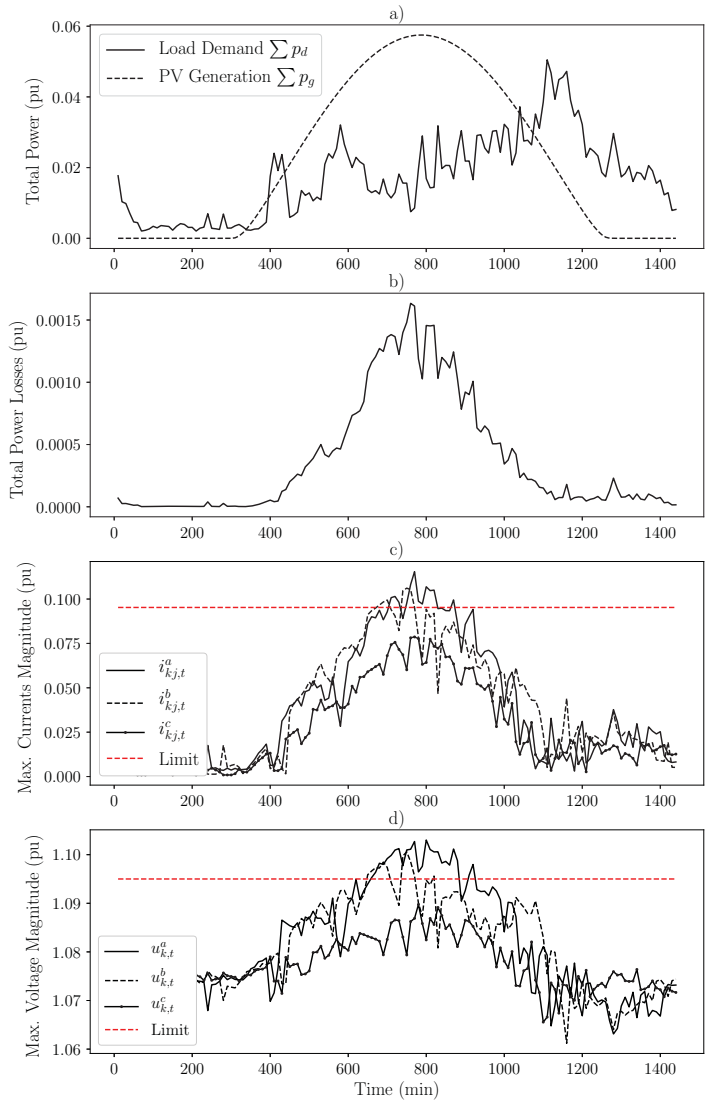 a)
Total Power (pu)
0.06
0.04
0.02
0.00
Load Demand ∑ p_d
PV Generation ∑ p_g
0 200 400 600 800 1000 1200 1400
b)
Total Power Losses (pu)
0.0015
0.0010
0.0005
0.0000
0 200 400 600 800 1000 1200 1400
c)
Max. Currents Magnitude (pu)
0.100
0.075
0.050
0.025
0.000
i^a_{kj,t}
i^b_{kj,t}
i^c_{kj,t}
Limit
0 200 400 600 800 1000 1200 1400
d)
Max. Voltage Magnitude (pu)
1.10
1.09
1.08
1.07
1.06
u^a_{k,t}
u^b_{k,t}
u^c_{k,t}
Limit
0 200 400 600 800 1000 1200 1400
Time (min)